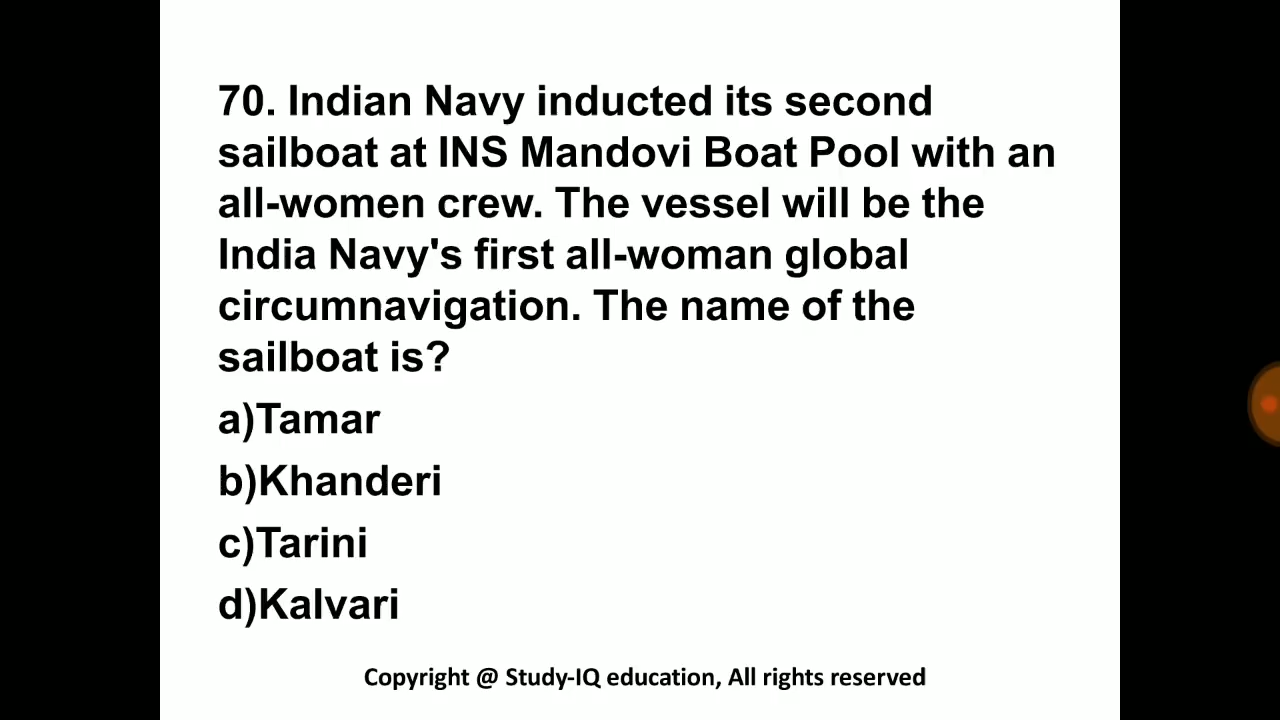 70. Indian Navy inducted its second
sailboat at INS Mandovi Boat Pool with an
all-women crew. The vessel will be the
India Navy's first all-woman global
circumnavigation. The name of the
sailboat is?
a)Tamar
b)Khanderi
c)Tarini
d)Kalvari
Copyright @ Study-IQ education, All rights reserved